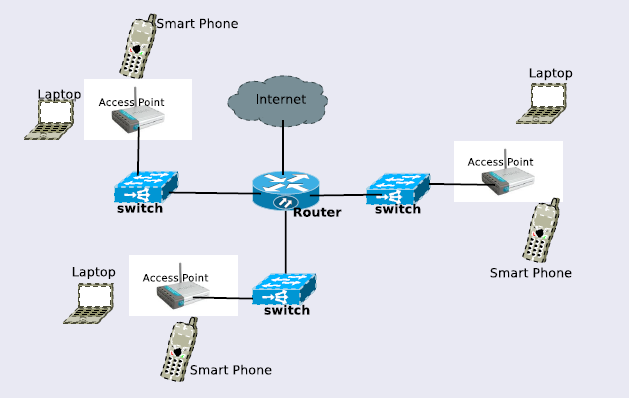 Smart Phone
Laptop
Access Point
Internet
Laptop
Access Point
switch
Router
switch
Smart Phone
Laptop
Access Point
switch
Smart Phone